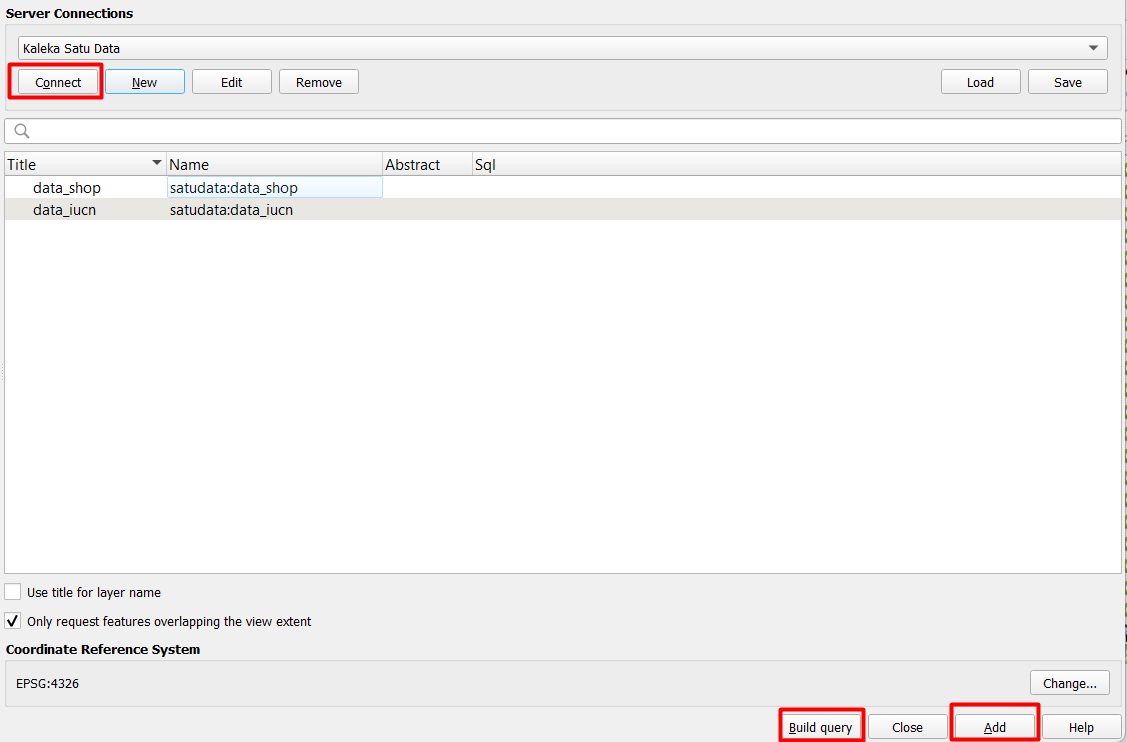 Server Connections
Kaleka Satu Data
Connect New Edit Remove Load Save
Title Name Abstract Sql
data_shop satudata:data_shop
data_iucn satudata:data_iucn
Use title for layer name
Only request features overlapping the view extent
Coordinate Reference System
EPSG:4326 Change...
Build query Close Add Help